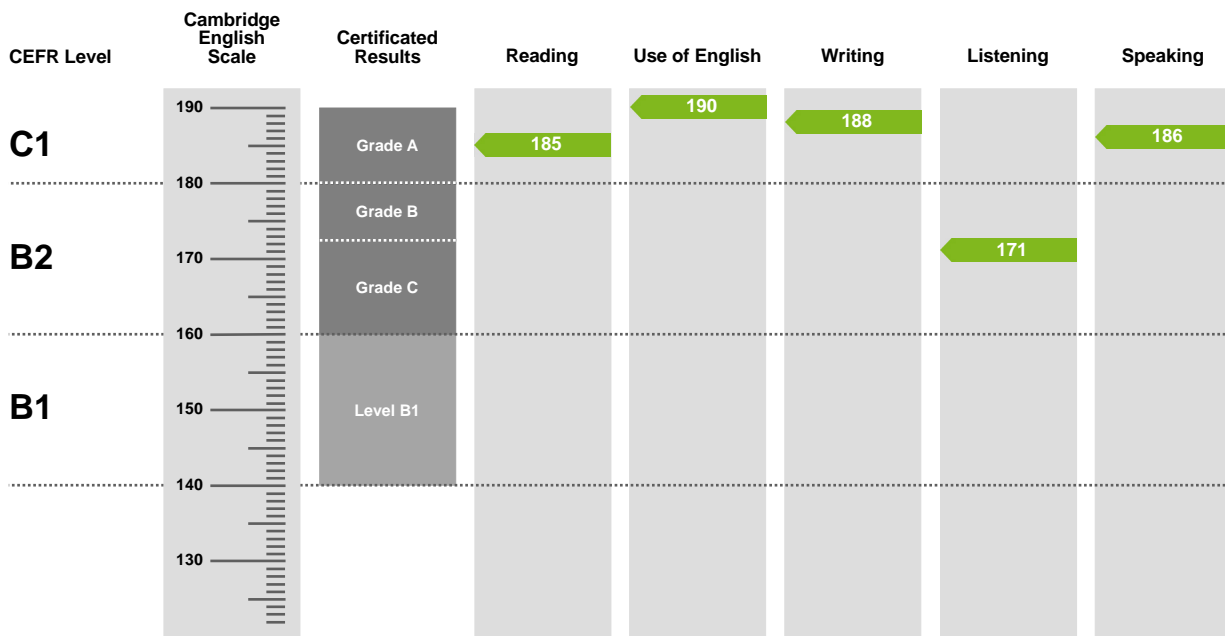 CEFR Level
Cambridge
English
Scale
Certificated
Results
Reading
Use of English
Writing
Listening
Speaking
190
190
188
C1
Grade A
185
186
180
Grade B
B2
170
171
Grade C
160
B1
150
Level B1
140
130